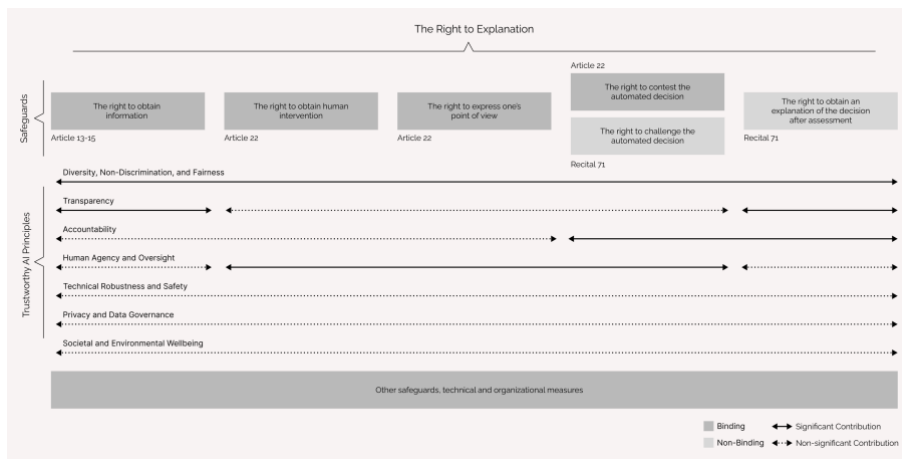 The Right to Explanation
Safeguards
Article 22
The right to obtain
information
Article 13-15
The right to obtain human
intervention
Article 22
The right to express one's
point of view
Article 22
The right to contest the
automated decision
The right to challenge the
automated decision
Recital 71
The right to obtain an
explanation of the decision
after assessment
Recital 71
Trustworthy AI Principles
Diversity, Non-Discrimination, and Fairness
Transparency
Accountability
Human Agency and Oversight
Technical Robustness and Safety
Privacy and Data Governance
Societal and Environmental Wellbeing
Other safeguards, technical and organizational measures
Binding
Significant Contribution
Non-Binding
Non-significant Contribution